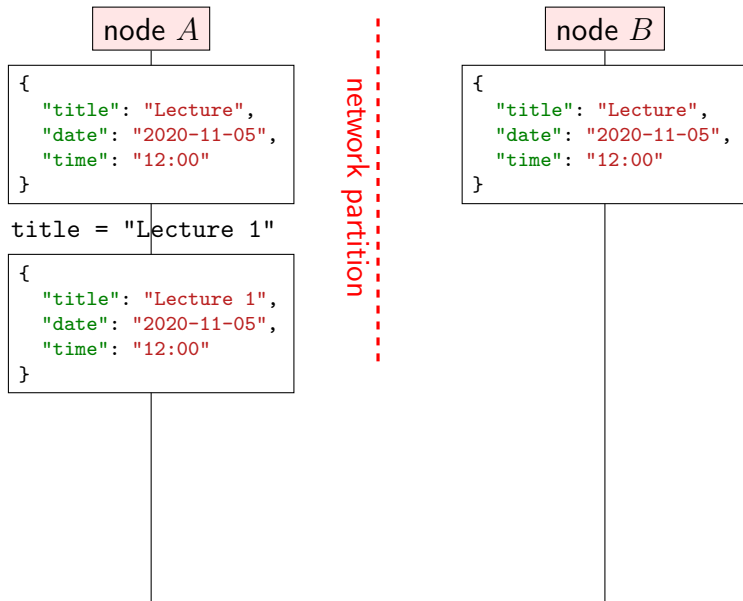 node A
{
  "title": "Lecture",
  "date": "2020-11-05",
  "time": "12:00"
}
title = "Lecture 1"
{
  "title": "Lecture 1",
  "date": "2020-11-05",
  "time": "12:00"
}
network partition
node B
{
  "title": "Lecture",
  "date": "2020-11-05",
  "time": "12:00"
}